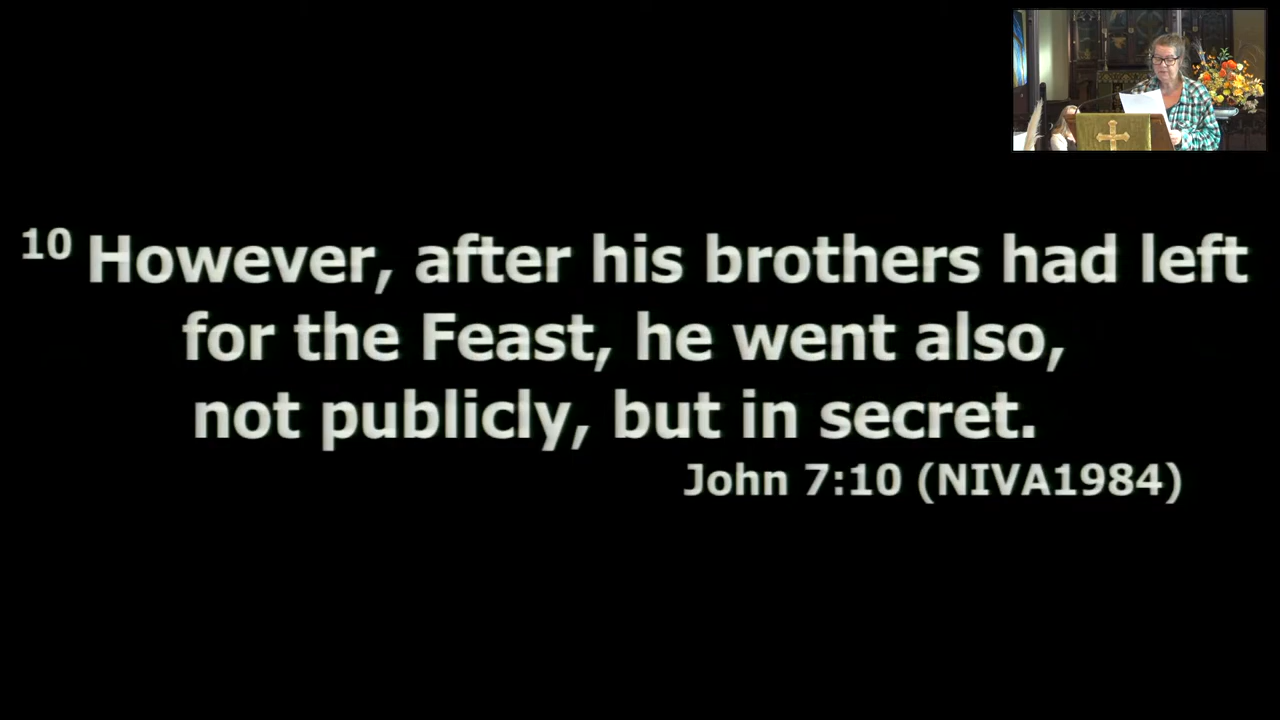 10 However, after his brothers had left
for the Feast, he went also,
not publicly, but in secret.
John 7:10 (NIVA1984)